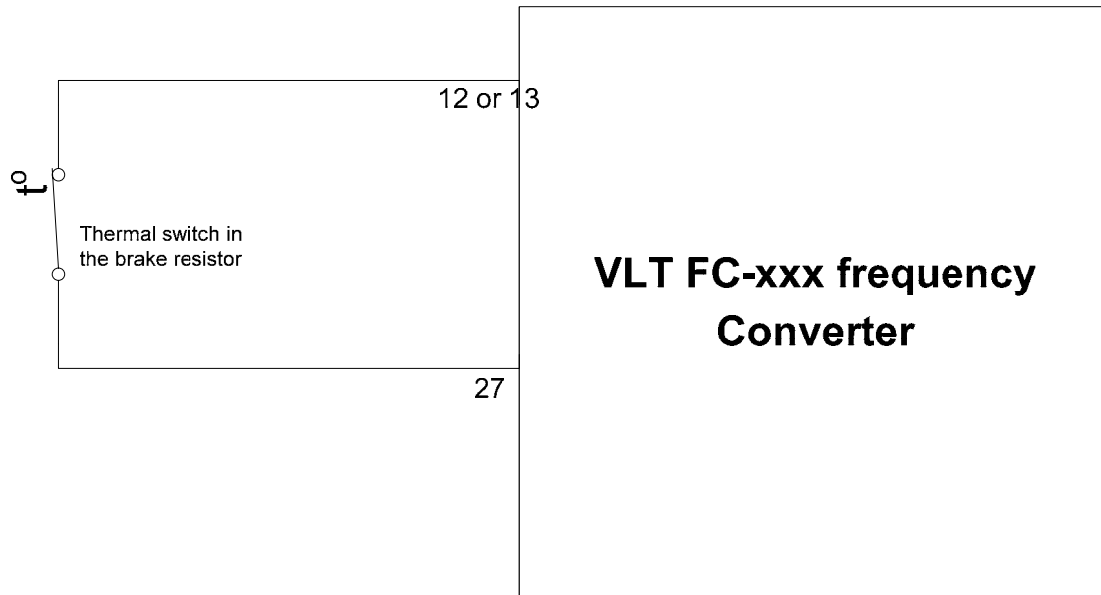 12 or 13
t°
Thermal switch in
the brake resistor
VLT FC-xxx frequency
Converter
27